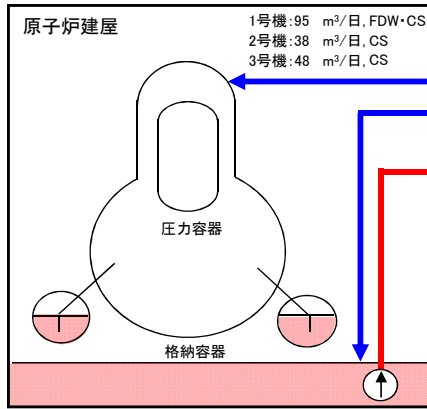 原子炉建屋
1号機:95 m³/日, FDW・CS
2号機:38 m³/日, CS
3号機:48 m³/日, CS
圧力容器
格納容器